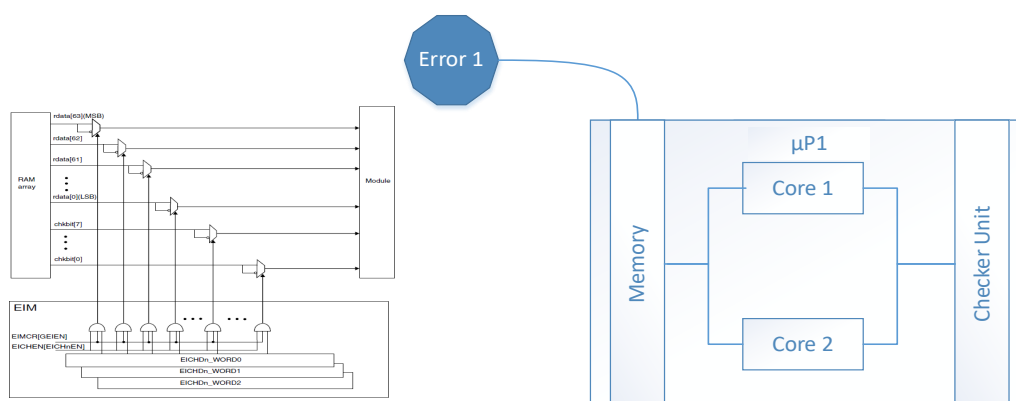 Error 1
rdata[63](MSB)
rdata[62]
rdata[61]
RAM
array
rdata[0](LSB)
chkbit[7]
chkbit[0]
Module
EIM
EIMCR[GEIEN]
EICHEN[EICHnEN]
EICHDn_WORD0
EICHDn_WORD1
EICHDn_WORD2
µP1
Core 1
Memory
Checker Unit
Core 2